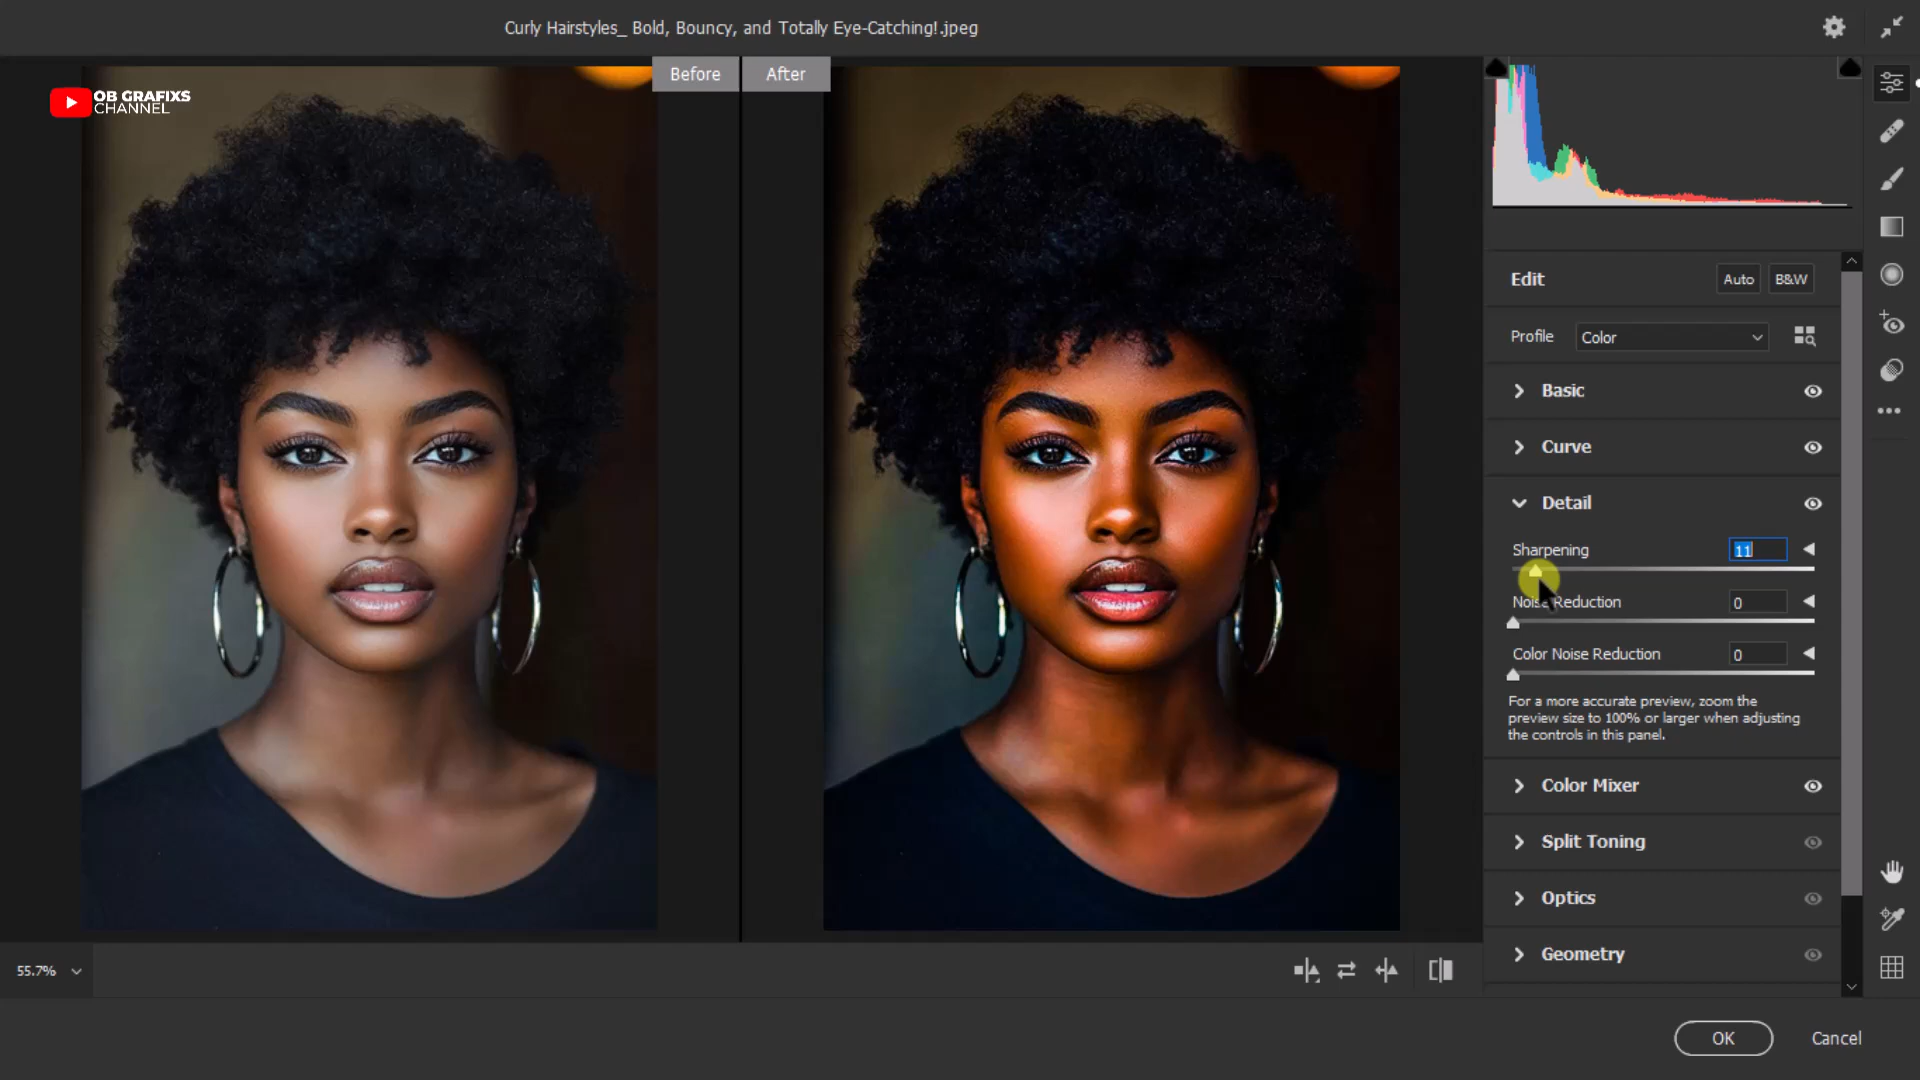 Curly Hairstyles_ Bold, Bouncy, and Totally Eye-Catching!.jpeg
Before
After
OB GRAFIXS
CHANNEL
Edit
Auto
B&W
Profile
Color
Basic
Curve
Detail
Sharpening
11
Noise Reduction
0
Color Noise Reduction
0
For a more accurate preview, zoom the
preview size to 100% or larger when adjusting
the controls in this panel.
Color Mixer
Split Toning
Optics
Geometry
55.7%
OK
Cancel